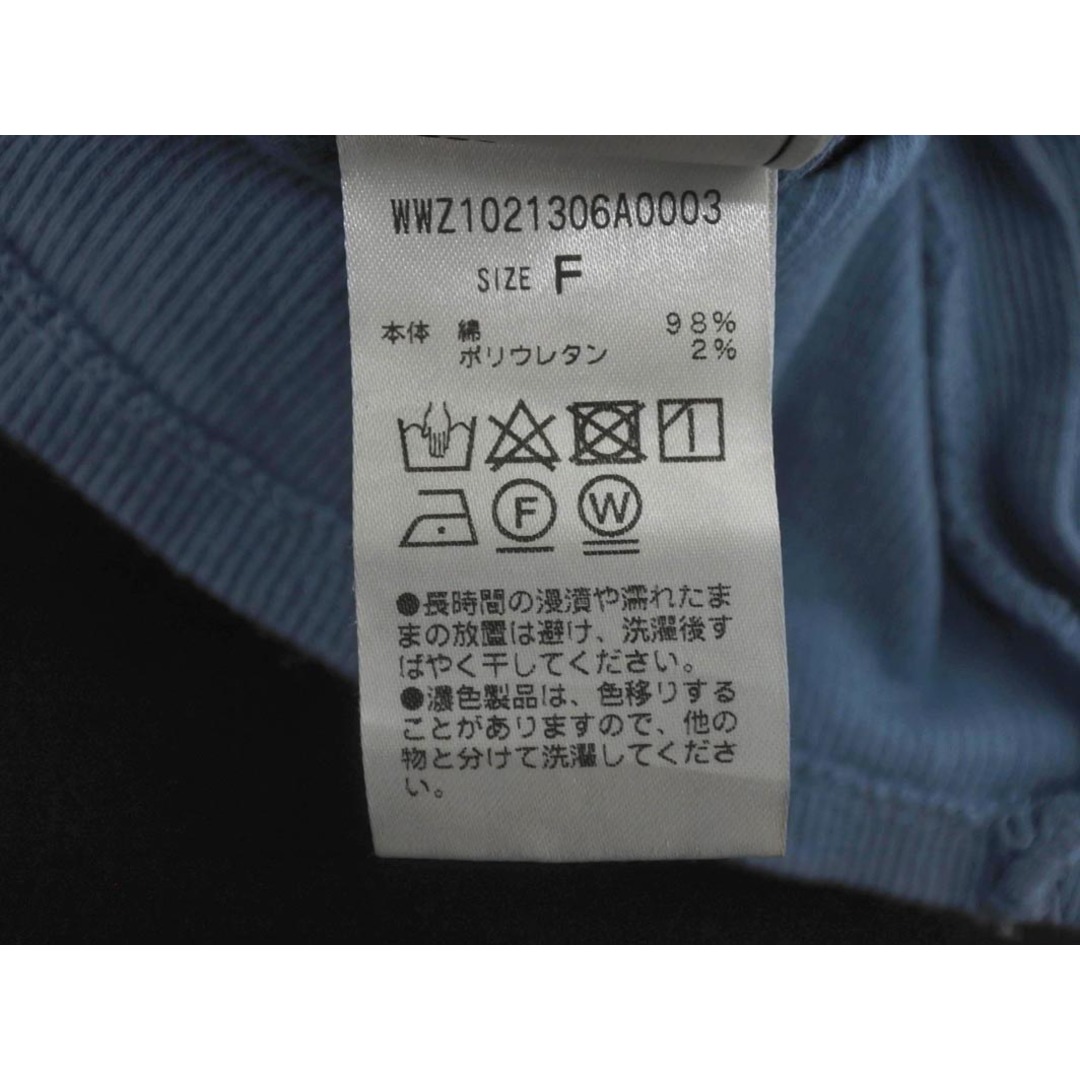 WWZ1021306A0003
SIZE F
本体 綿 98%
ポリウレタン 2%
F W
●長時間の浸漬や濡れたま
まの放置は避け、洗濯後す
ばやく干してください。
●濃色製品は、色移りする
ことがありますので、他の
物と分けて洗濯してくださ
い。